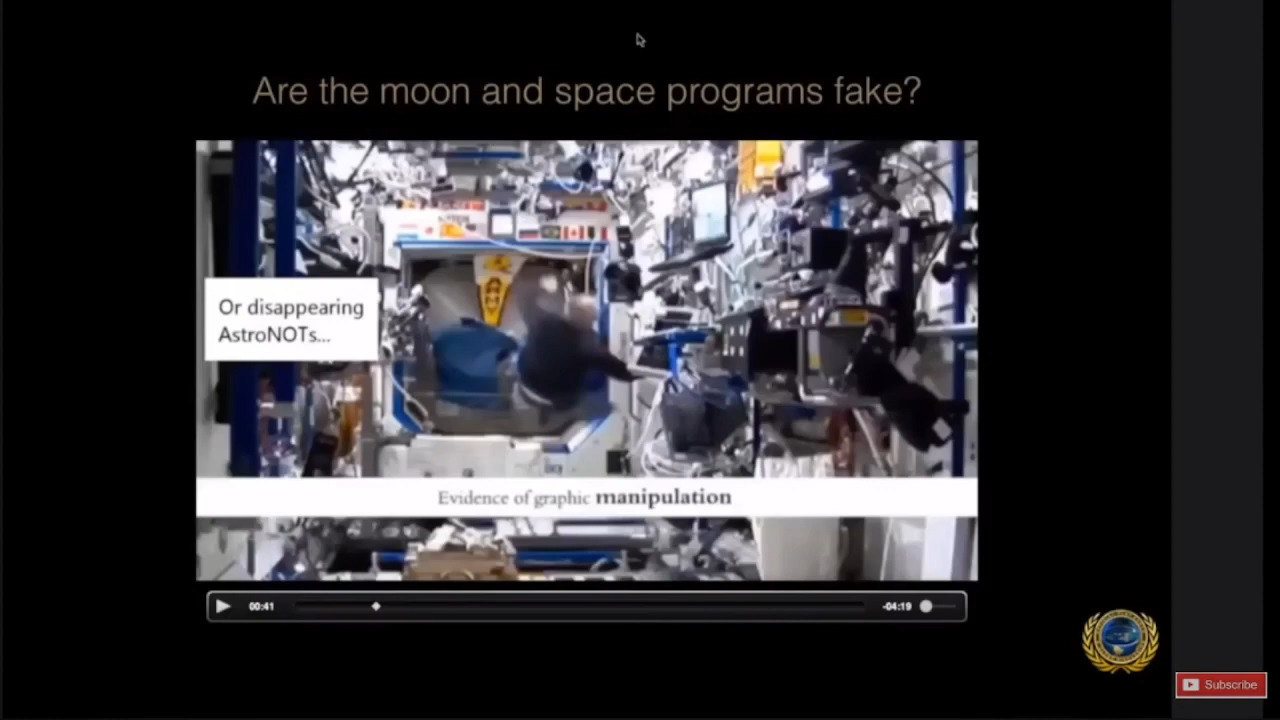 Are the moon and space programs fake?
Or disappearing
AstroNOTs...
Evidence of graphic manipulation
00:41
-04:19
Subscribe